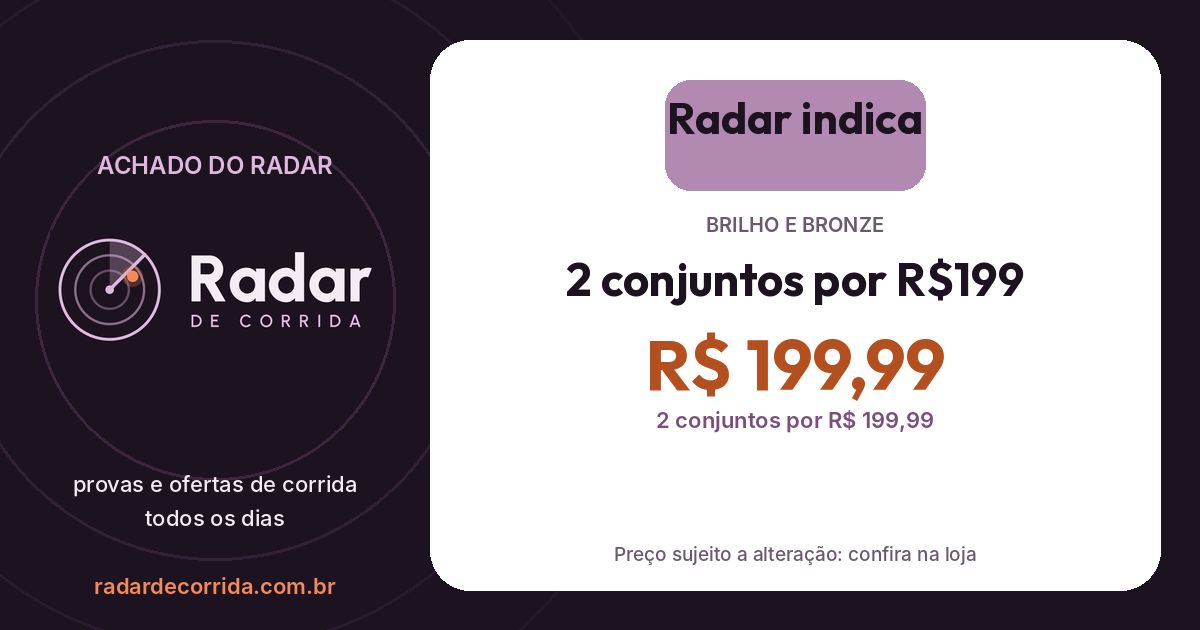 ACHADO DO RADAR
Radar
DE CORRIDA
provas e ofertas de corrida
todos os dias
radardecorrida.com.br
Radar indica
BRILHO E BRONZE
2 conjuntos por R$199
R$ 199,99
2 conjuntos por R$ 199,99
Preço sujeito a alteração: confira na loja